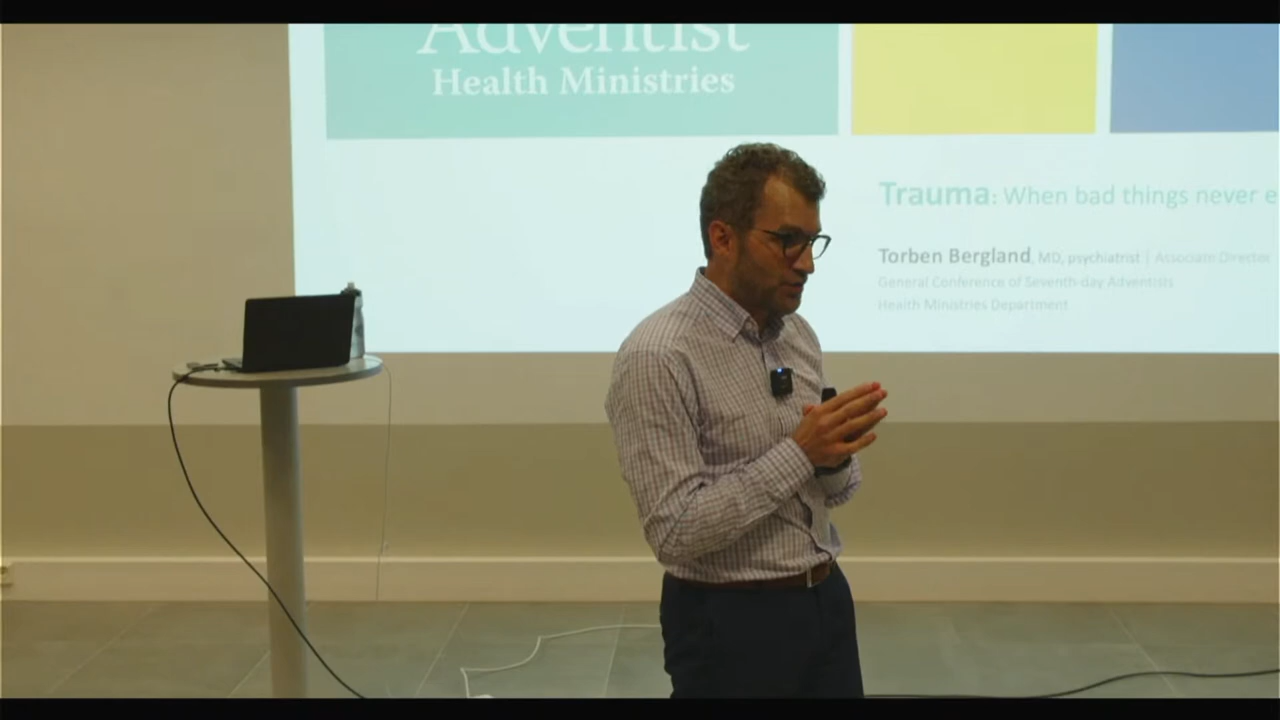 Adventist
Health Ministries
Trauma: When bad things never e
Torben Bergland, MD, psychiatrist | Associate Director
General Conference of Seventh-day Adventists
Health Ministries Department